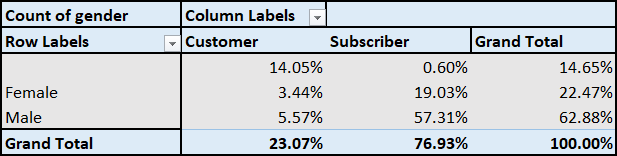 Count of gender Column Labels
Row Labels Customer Subscriber Grand Total
14.05% 0.60% 14.65%
Female 3.44% 19.03% 22.47%
Male 5.57% 57.31% 62.88%
Grand Total 23.07% 76.93% 100.00%